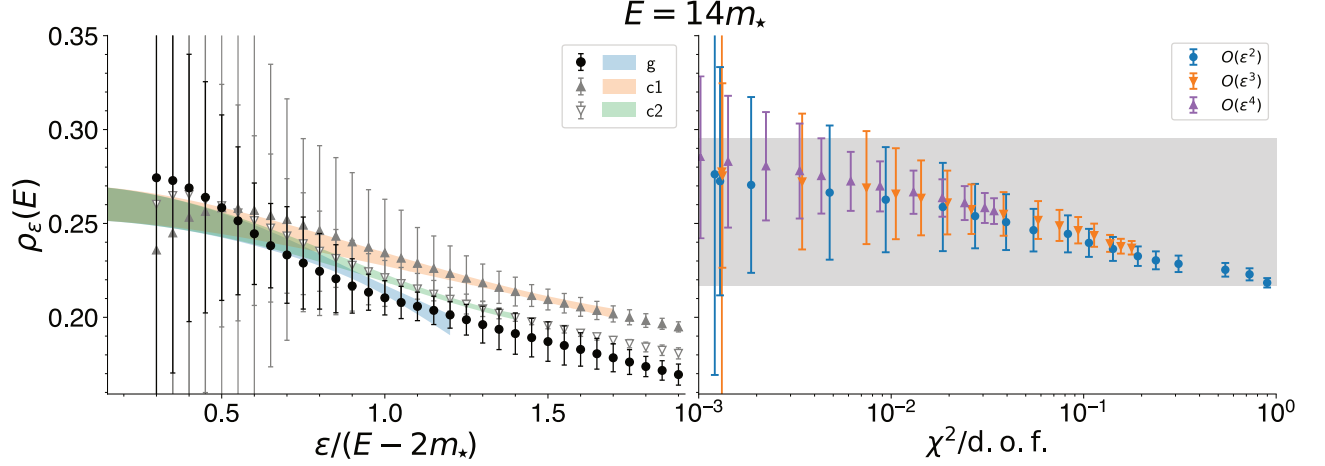 E = 14m⋆
0.35
0.30
0.25
0.20
ρε(E)
g
c1
c2
0.5
1.0
1.5
ε/(E − 2m⋆)
O(ε²)
O(ε³)
O(ε⁴)
10⁻³
10⁻²
10⁻¹
10⁰
χ²/d. o. f.